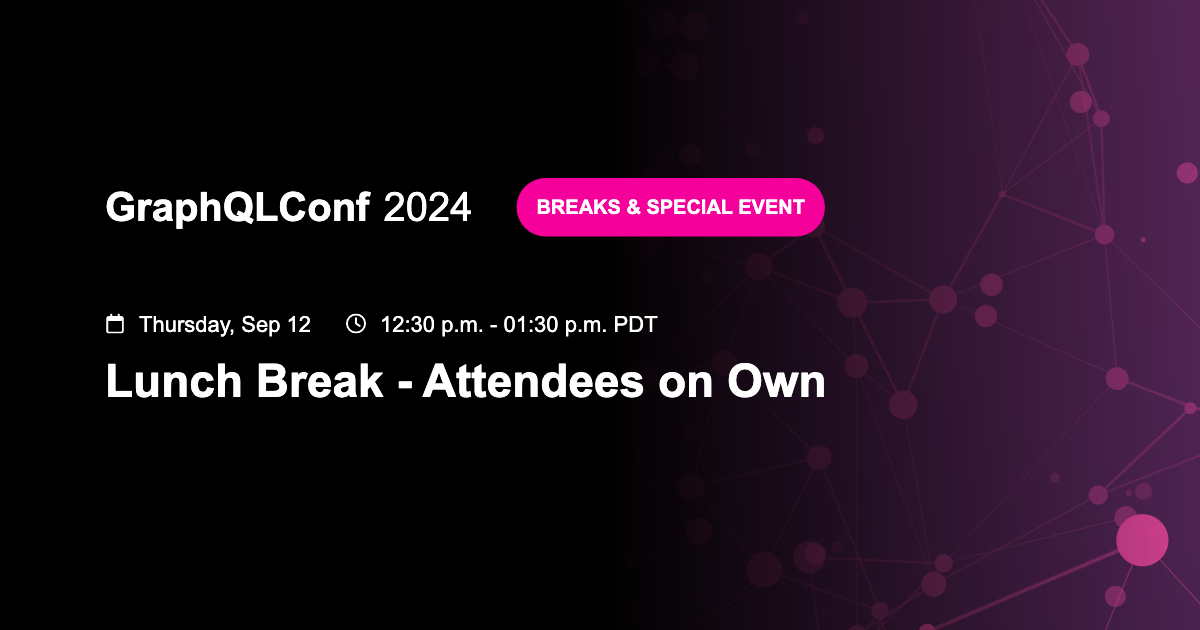 GraphQLConf 2024
BREAKS & SPECIAL EVENT
Thursday, Sep 12
12:30 p.m. - 01:30 p.m. PDT
Lunch Break - Attendees on Own